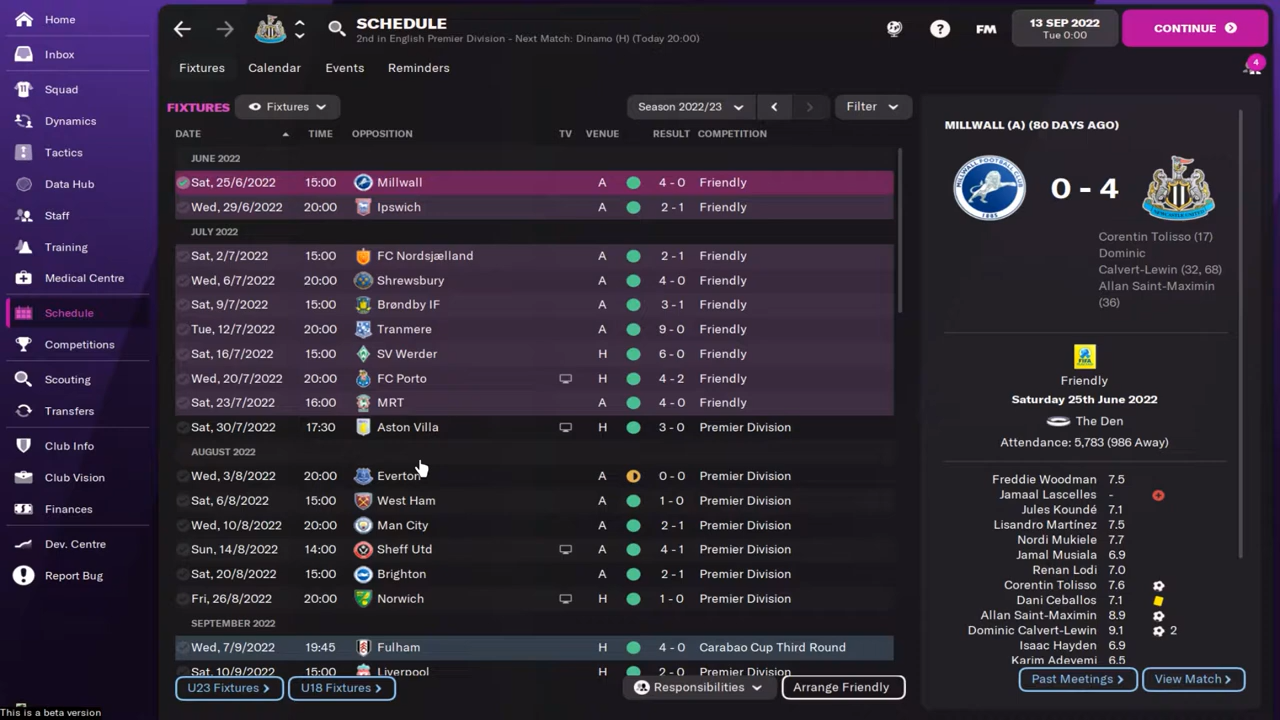 Home
Inbox
Squad
Dynamics
Tactics
Data Hub
Staff
Training
Medical Centre
Schedule
Competitions
Scouting
Transfers
Club Info
Club Vision
Finances
Dev. Centre
Report Bug
This is a beta version
SCHEDULE
2nd in English Premier Division - Next Match: Dinamo (H) (Today 20:00)
FM
13 SEP 2022
Tue 0:00
CONTINUE
4
Fixtures Calendar Events Reminders
FIXTURES Fixtures Season 2022/23 Filter
DATE TIME OPPOSITION TV VENUE RESULT COMPETITION
JUNE 2022
Sat, 25/6/2022 15:00 Millwall A 4 - 0 Friendly
Wed, 29/6/2022 20:00 Ipswich A 2 - 1 Friendly
JULY 2022
Sat, 2/7/2022 15:00 FC Nordsjælland A 2 - 1 Friendly
Wed, 6/7/2022 20:00 Shrewsbury A 4 - 0 Friendly
Sat, 9/7/2022 15:00 Brøndby IF A 3 - 1 Friendly
Tue, 12/7/2022 20:00 Tranmere A 9 - 0 Friendly
Sat, 16/7/2022 15:00 SV Werder H 6 - 0 Friendly
Wed, 20/7/2022 20:00 FC Porto H 4 - 2 Friendly
Sat, 23/7/2022 16:00 MRT A 4 - 0 Friendly
Sat, 30/7/2022 17:30 Aston Villa H 3 - 0 Premier Division
AUGUST 2022
Wed, 3/8/2022 20:00 Everton A 0 - 0 Premier Division
Sat, 6/8/2022 15:00 West Ham A 1 - 0 Premier Division
Wed, 10/8/2022 20:00 Man City H 2 - 1 Premier Division
Sun, 14/8/2022 14:00 Sheff Utd A 4 - 1 Premier Division
Sat, 20/8/2022 15:00 Brighton A 2 - 1 Premier Division
Fri, 26/8/2022 20:00 Norwich H 1 - 0 Premier Division
SEPTEMBER 2022
Wed, 7/9/2022 19:45 Fulham H 4 - 0 Carabao Cup Third Round
Sat, 10/9/2022 15:00 Liverpool H 2 - 0 Premier Division
U23 Fixtures > U18 Fixtures > Responsibilities Arrange Friendly
MILLWALL (A) (80 DAYS AGO)
0 - 4
Corentin Tolisso (17)
Dominic
Calvert-Lewin (32, 68)
Allan Saint-Maximin
(36)
Friendly
Saturday 25th June 2022
The Den
Attendance: 5,783 (986 Away)
Freddie Woodman 7.5
Jamaal Lascelles -
Jules Koundé 7.1
Lisandro Martínez 7.5
Nordi Mukiele 7.7
Jamal Musiala 6.9
Renan Lodi 7.0
Corentin Tolisso 7.6
Dani Ceballos 7.1
Allan Saint-Maximin 8.9
Dominic Calvert-Lewin 9.1 2
Isaac Hayden 6.9
Karim Adeyemi 6.5
Past Meetings > View Match >